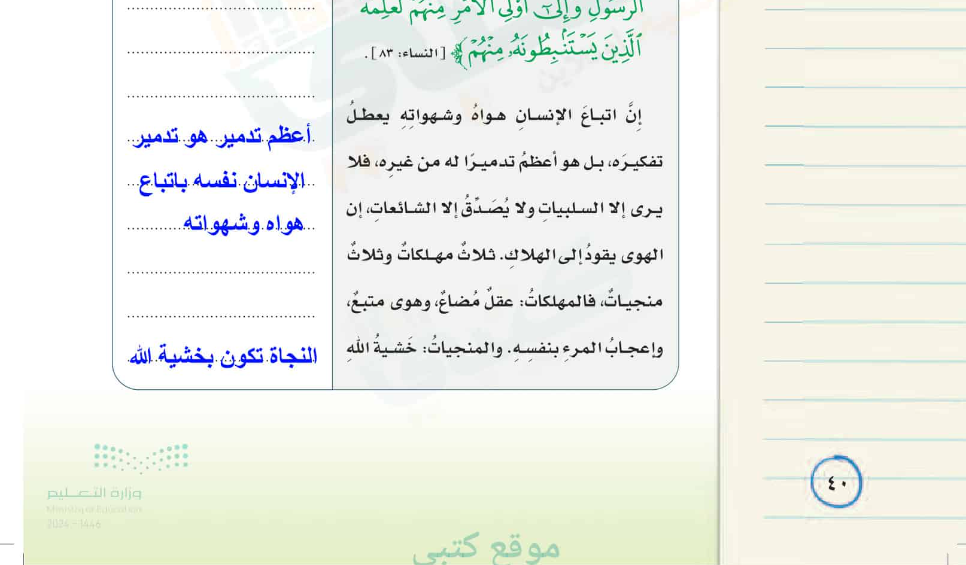 الرَّسُولِ وَإِلَىٰٓ أُوْلِي الْأَمْرِ مِنْهُمْ لَعَلِمَهُ
ٱلَّذِينَ يَسْتَنۢبِطُونَهُۥ مِنْهُمْ﴾ [النساء: ٨٣].
إنَّ اتباعَ الإنسانِ هواهُ وشهواتِهِ يعطلُ
تفكيرَه، بل هو أعظمُ تدميرًا له من غيرِه، فلا
يرى إلا السلبياتِ ولا يُصَدِّقُ إلا الشائعاتِ، إن
الهوى يقودُ إلى الهلاكِ. ثلاثٌ مهلكاتٌ وثلاثٌ
منجياتٌ، فالمهلكاتُ: عقلٌ مُضاعٌ، وهوى متبعٌ،
وإعجابُ المرءِ بنفسِهِ. والمنجياتُ: خَشيةُ اللهِ
أعظم تدمير هو تدمير
الإنسان نفسه باتباع
هواه وشهواته
النجاة تكون بخشية الله
وزارة التعليم
Ministry of Education
2024 - 1446
٤٠
موقع كتبي